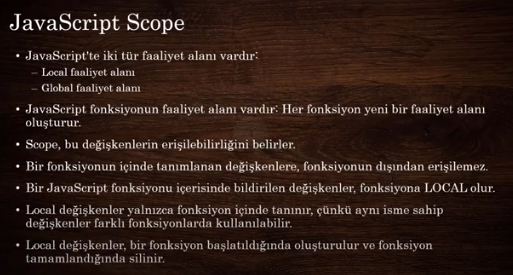 JavaScript Scope
• JavaScript'te iki tür faaliyet alanı vardır:
– Local faaliyet alanı
– Global faaliyet alanı
• JavaScript fonksiyonun faaliyet alanı vardır: Her fonksiyon yeni bir faaliyet alanı
oluşturur.
• Scope, bu değişkenlerin erişilebilirliğini belirler.
• Bir fonksiyonun içinde tanımlanan değişkenlere, fonksiyonun dışından erişilemez.
• Bir JavaScript fonksiyonu içerisinde bildirilen değişkenler, fonksiyona LOCAL olur.
• Local değişkenler yalnızca fonksiyon içinde tanınır, çünkü aynı isme sahip
değişkenler farklı fonksiyonlarda kullanılabilir.
• Local değişkenler, bir fonksiyon başlatıldığında oluşturulur ve fonksiyon
tamamlandığında silinir.